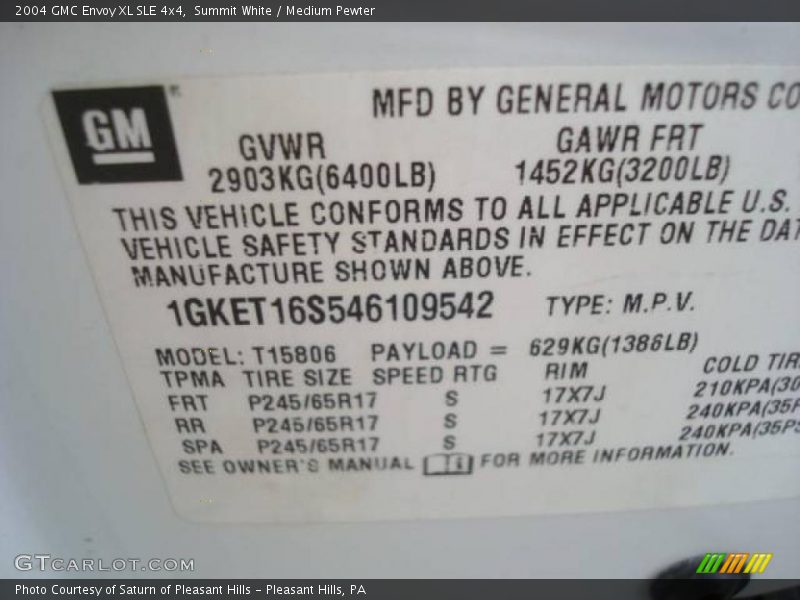 2004 GMC Envoy XL SLE 4x4, Summit White / Medium Pewter
GM
MFD BY GENERAL MOTORS CO
GVWR GAWR FRT
2903KG(6400LB) 1452KG(3200LB)
THIS VEHICLE CONFORMS TO ALL APPLICABLE U.S.
VEHICLE SAFETY STANDARDS IN EFFECT ON THE DAT
MANUFACTURE SHOWN ABOVE.
1GKET16S546109542 TYPE: M.P.V.
MODEL: T15806 PAYLOAD = 629KG(1386LB)
TPMA TIRE SIZE SPEED RTG RIM COLD TIR
FRT P245/65R17 S 17X7J 210KPA(30
RR P245/65R17 S 17X7J 240KPA(35P
SPA P245/65R17 S 17X7J 240KPA(35PS
SEE OWNER'S MANUAL FOR MORE INFORMATION.
GTCARLOT.COM
Photo Courtesy of Saturn of Pleasant Hills - Pleasant Hills, PA